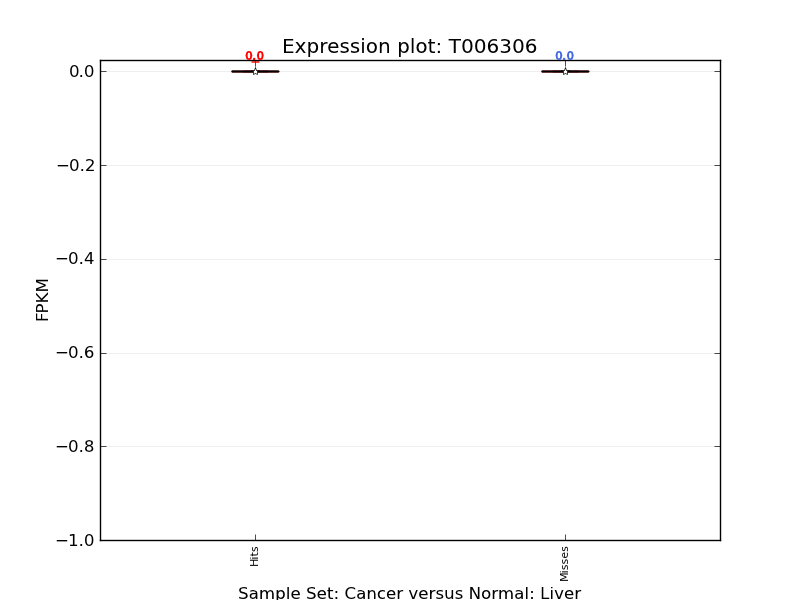 Expression plot: T006306
0.0
0.0
0.0
−0.2
−0.4
−0.6
−0.8
−1.0
FPKM
Hits
Misses
Sample Set: Cancer versus Normal: Liver